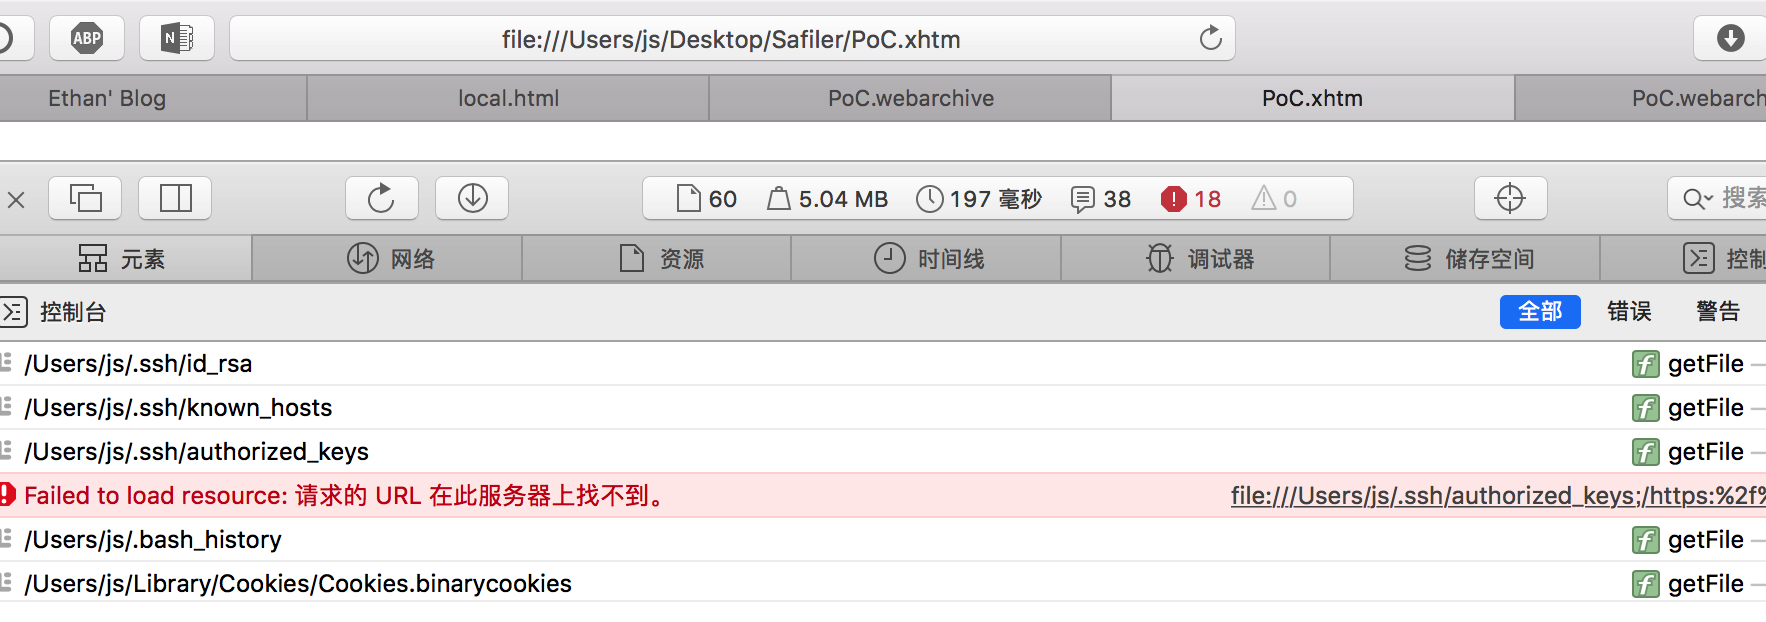 ABP N file:///Users/js/Desktop/Safiler/PoC.xhtm
Ethan' Blog local.html PoC.webarchive PoC.xhtm PoC.webarch
60 5.04 MB 197 毫秒 38 18 0 搜索
元素 网络 资源 时间线 调试器 储存空间 控制
控制台 全部 错误 警告
/Users/js/.ssh/id_rsa getFile
/Users/js/.ssh/known_hosts getFile
/Users/js/.ssh/authorized_keys getFile
Failed to load resource: 请求的 URL 在此服务器上找不到。 file:///Users/js/.ssh/authorized_keys;/https:%2f%
/Users/js/.bash_history getFile
/Users/js/Library/Cookies/Cookies.binarycookies getFile